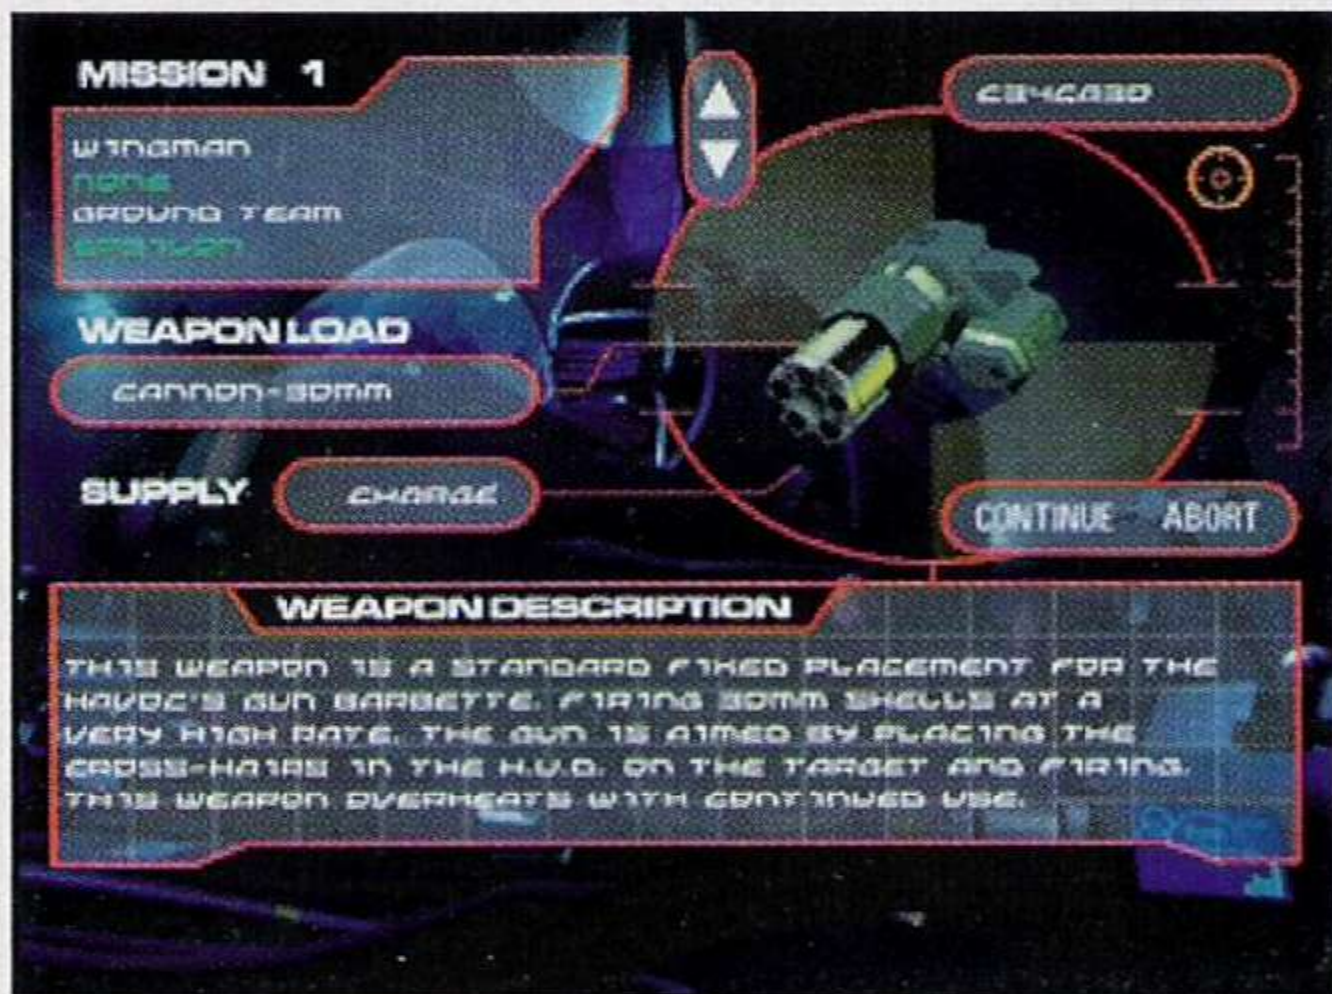 MISSION 1
WINGMAN
NONE
GROUND TEAM
EPSILON
WEAPON LOAD
CANNON-30MM
SUPPLY CHARGE
CONTINUE ABORT
WEAPON DESCRIPTION
THIS WEAPON IS A STANDARD FIXED PLACEMENT FOR THE
HAVOC'S GUN BARBETTE. FIRING 30MM SHELLS AT A
VERY HIGH RATE. THE GUN IS AIMED BY PLACING THE
CROSS-HAIRS IN THE H.U.D. ON THE TARGET AND FIRING.
THIS WEAPON OVERHEATS WITH CONTINUED USE.